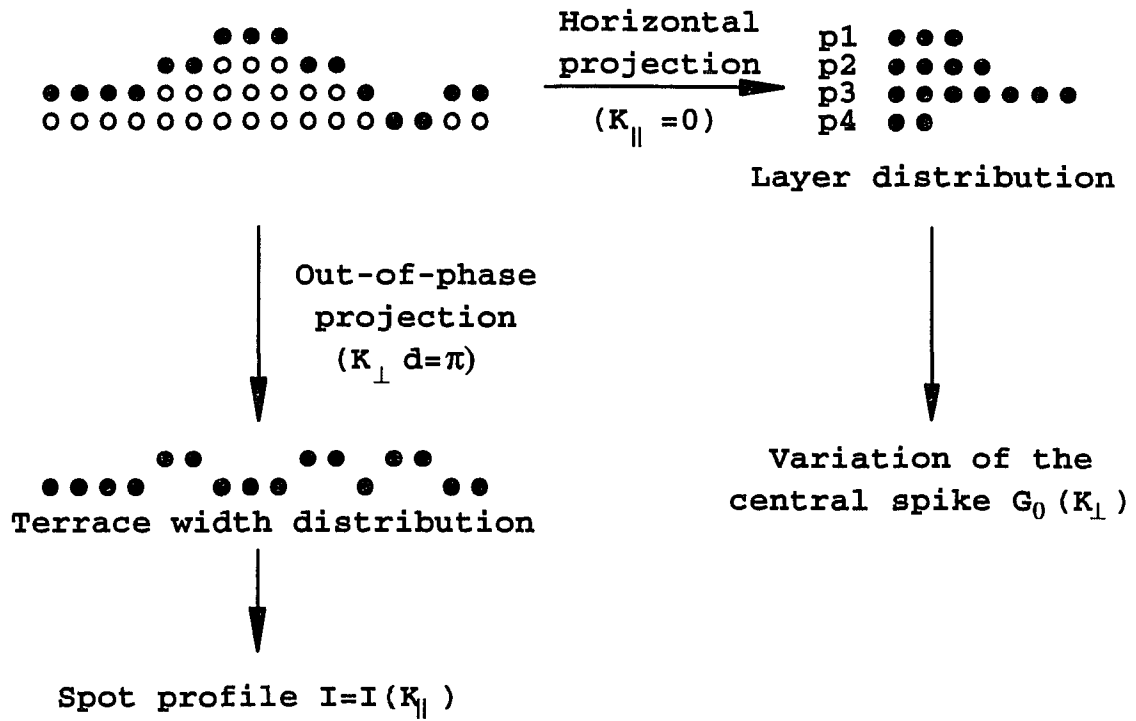 Horizontal
projection
(K∥ =0)
p1
p2
p3
p4
Layer distribution
Out-of-phase
projection
(K⊥ d=π)
Variation of the
central spike G₀(K⊥)
Terrace width distribution
Spot profile I=I(K∥)